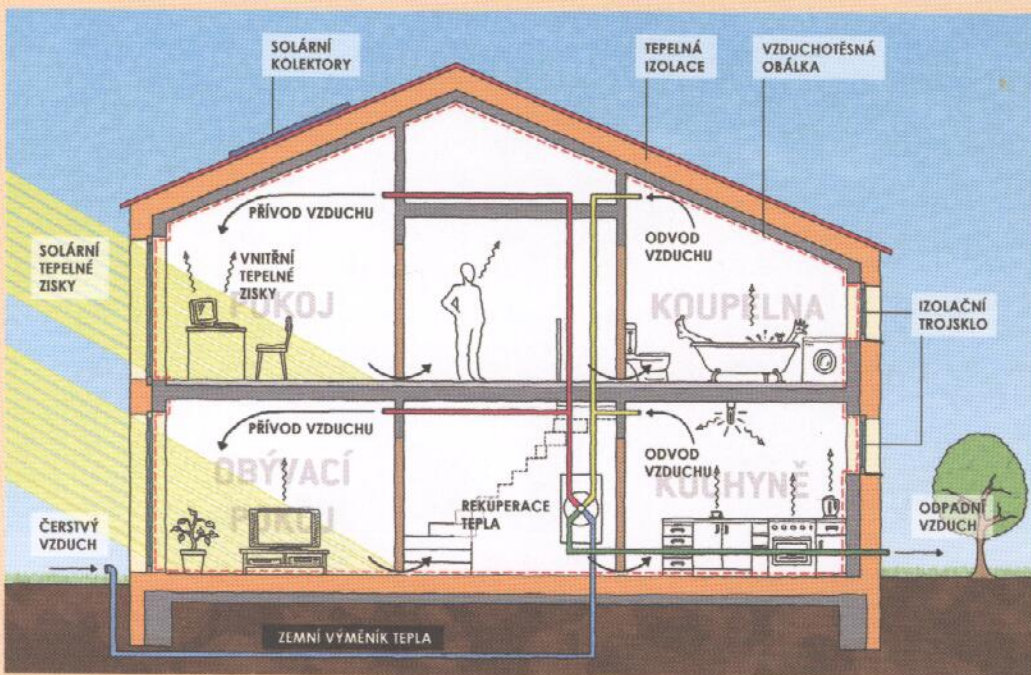 SOLÁRNÍ
KOLEKTORY
TEPELNÁ
IZOLACE
VZDUCHOTĚSNÁ
OBÁLKA
PŘÍVOD VZDUCHU
ODVOD
VZDUCHU
SOLÁRNÍ
TEPELNÉ
ZISKY
VNITŘNÍ
TEPELNÉ
ZISKY
POKOJ
KOUPELNA
IZOLAČNÍ
TROJSKLO
PŘÍVOD VZDUCHU
ODVOD
VZDUCHU
OBÝVACÍ
POKOJ
KUCHYNĚ
REKUPERACE
TEPLA
ČERSTVÝ
VZDUCH
ODPADNÍ
VZDUCH
ZEMNÍ VÝMĚNÍK TEPLA